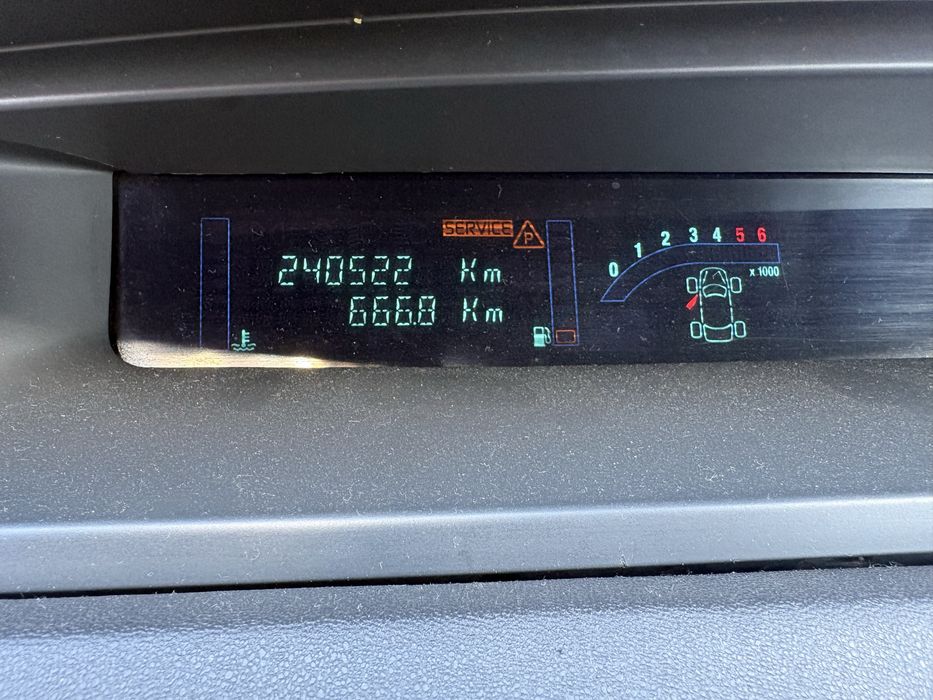 SERVICE P
240522 Km
666.8 Km
0 1 2 3 4 5 6
x 1000